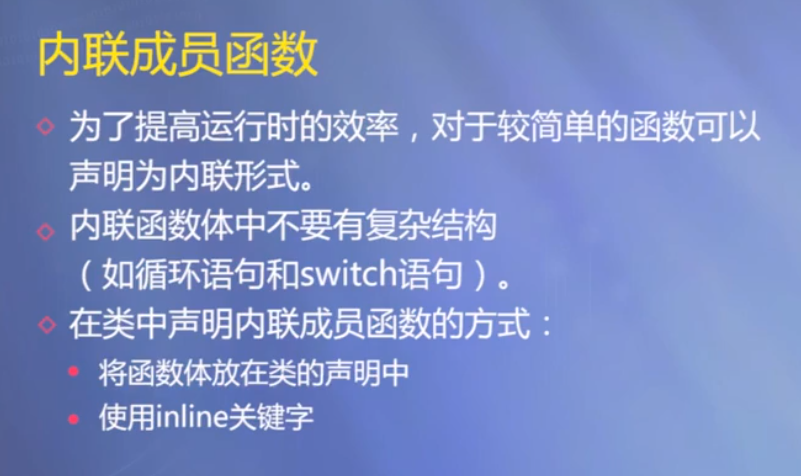 内联成员函数
为了提高运行时的效率，对于较简单的函数可以
声明为内联形式。
内联函数体中不要有复杂结构
（如循环语句和switch语句）。
在类中声明内联成员函数的方式：
将函数体放在类的声明中
使用inline关键字